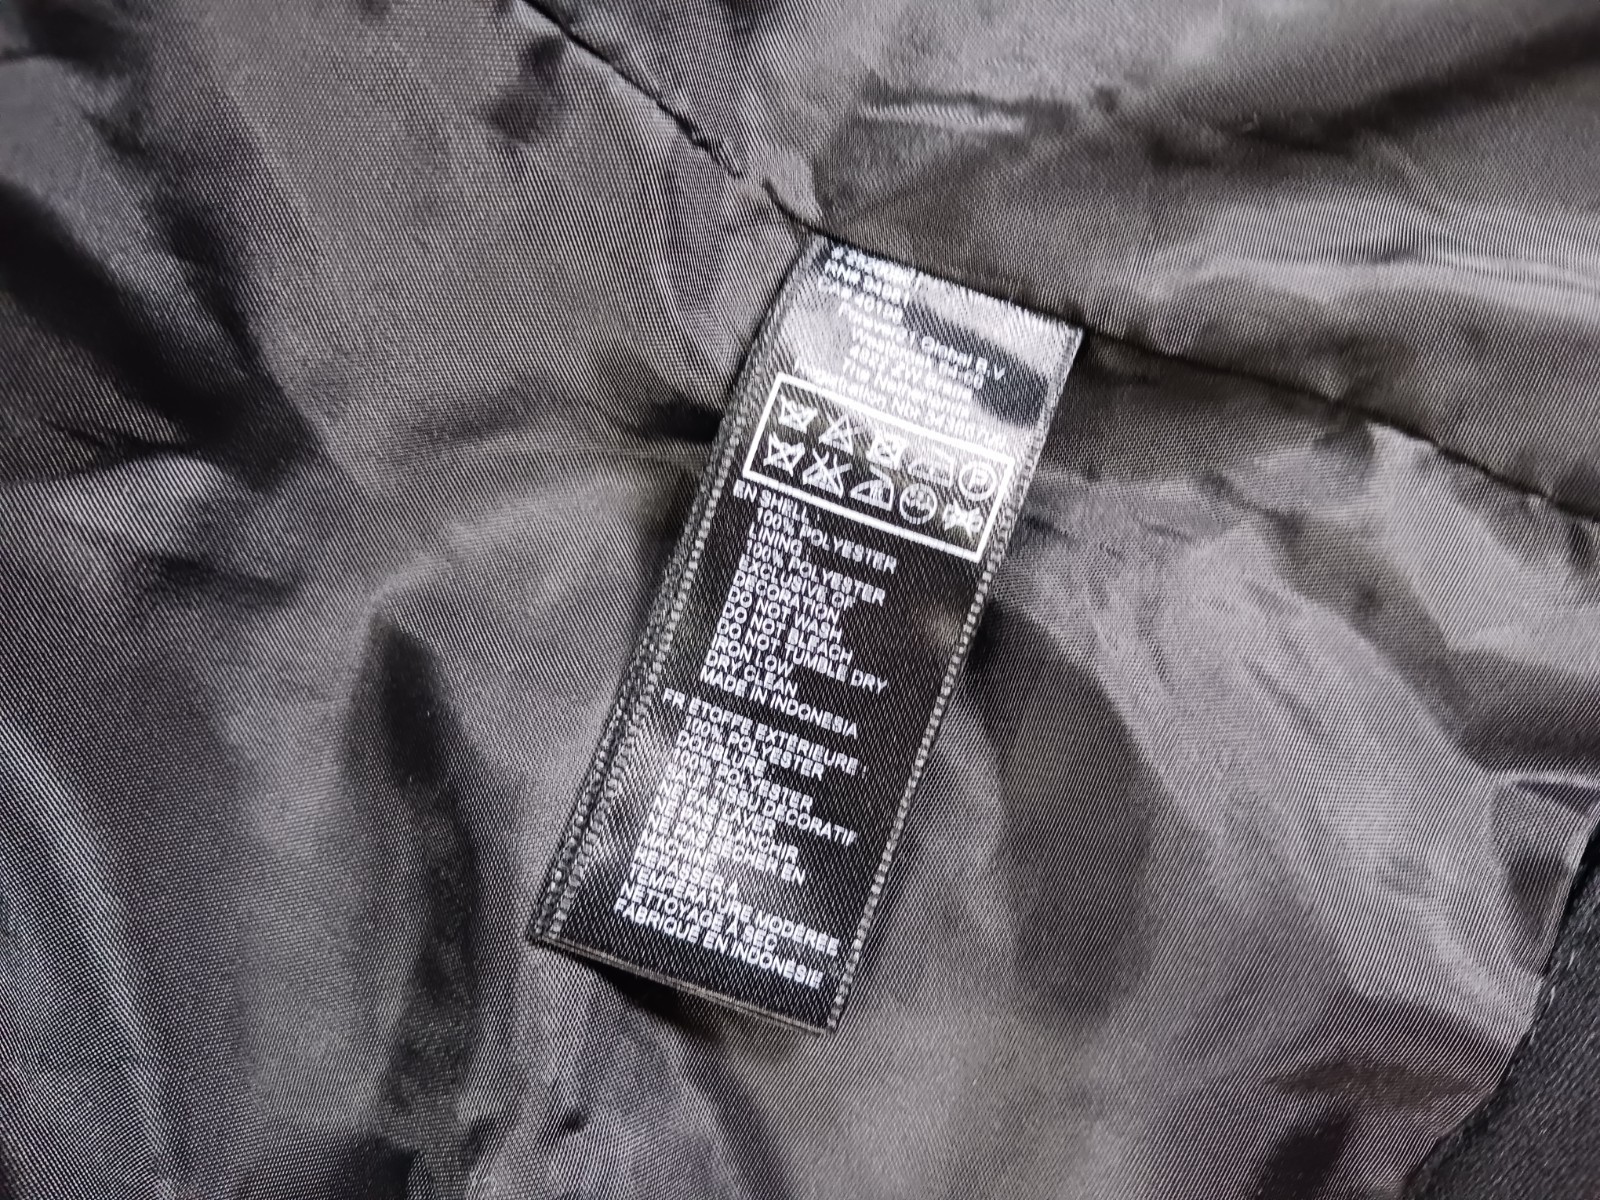 Global B.V
EN SHELL
100% POLYESTER
LINING
100% POLYESTER
EXCLUSIVE OF
DECORATION
DO NOT WASH
DO NOT BLEACH
DO NOT TUMBLE DRY
IRON LOW
DRY CLEAN
MADE IN INDONESIA
FR ETOFFE EXTERIEURE :
100% POLYESTER
DOUBLURE
100% POLYESTER
SAUF TISSU DECORATIF
NE PAS LAVER
NE PAS BLANCHIR
NE PAS SECHER EN
MACHINE
REPASSER A
TEMPERATURE MODEREE
NETTOYAGE A SEC
FABRIQUE EN INDONESIE